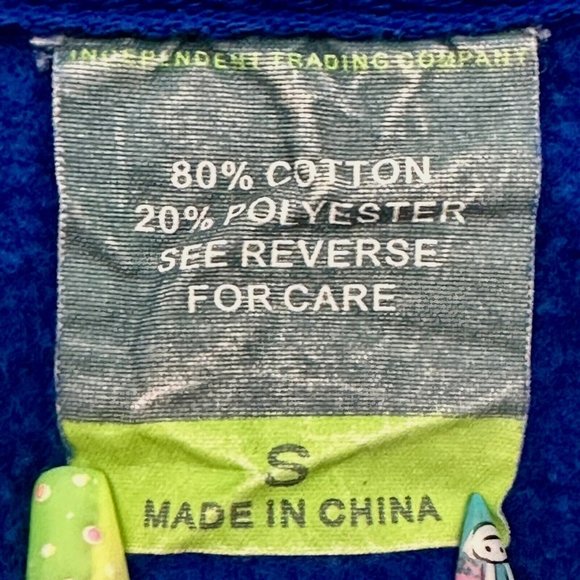 INDEPENDENT TRADING COMPANY
80% COTTON
20% POLYESTER
SEE REVERSE
FOR CARE
S
MADE IN CHINA